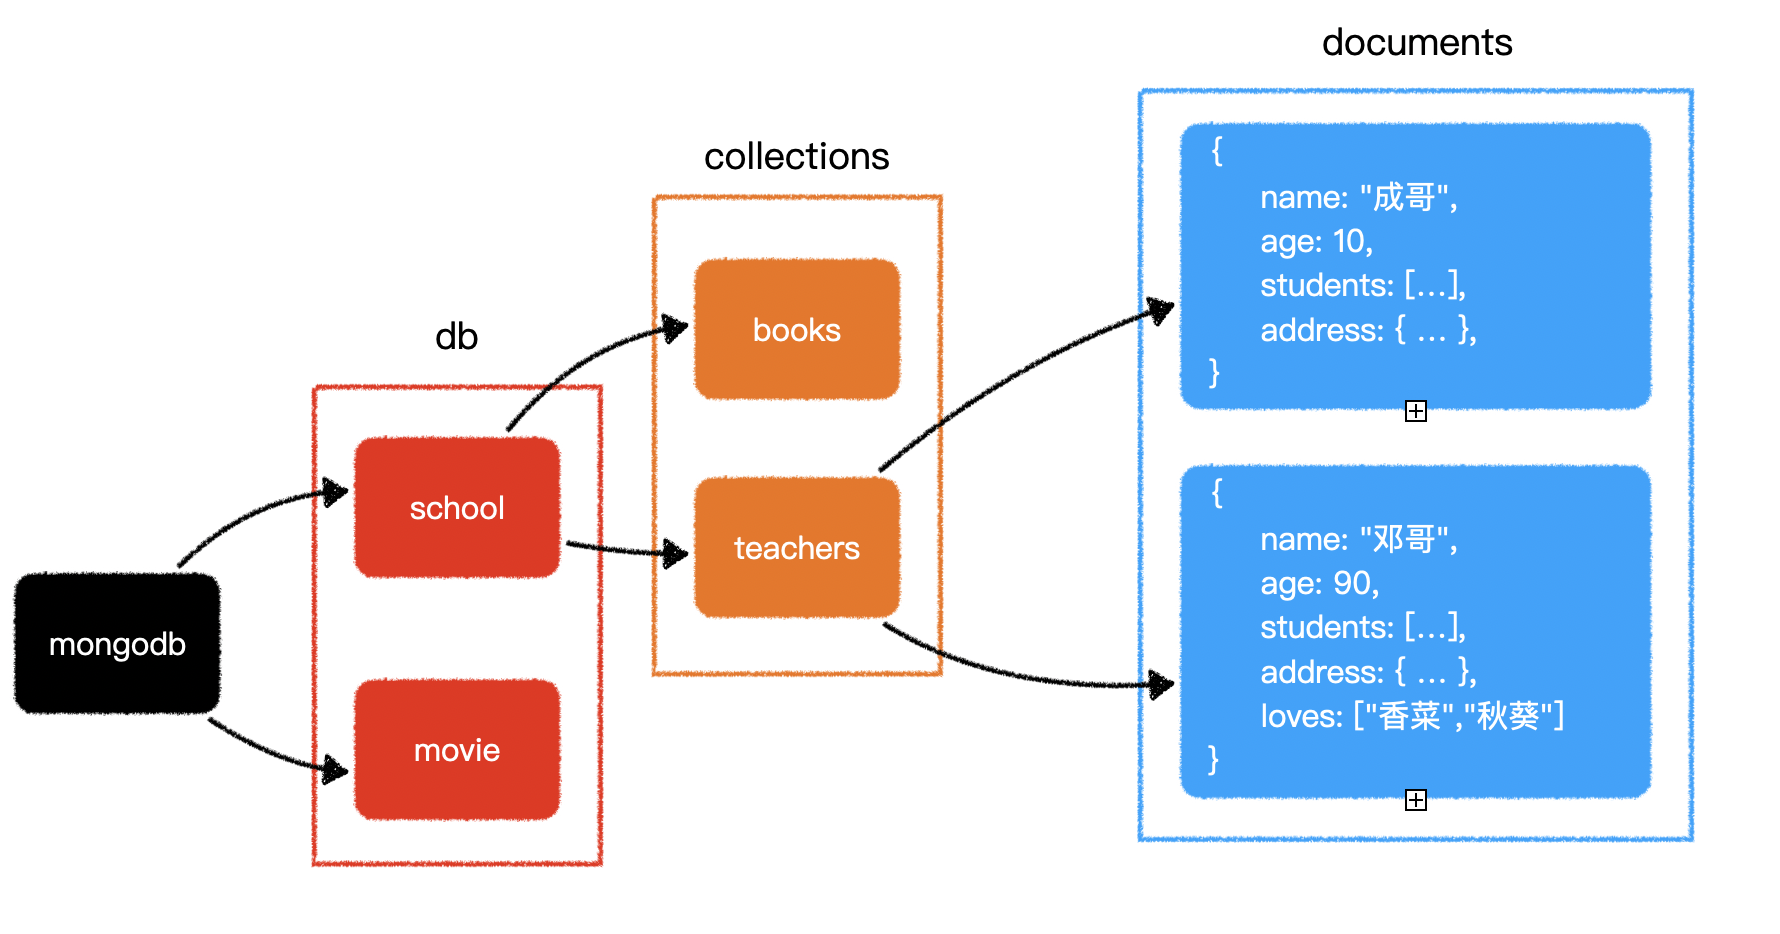 documents
collections
db
mongodb
school
movie
books
teachers
{
name: "成哥",
age: 10,
students: [...],
address: { ... },
}
{
name: "邓哥",
age: 90,
students: [...],
address: { ... },
loves: ["香菜","秋葵"]
}